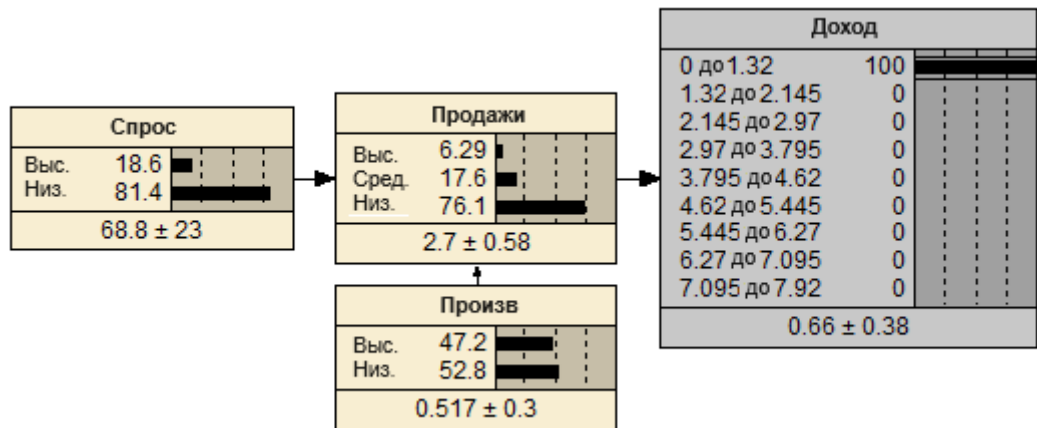 Спрос
Выс. 18.6
Низ. 81.4
68.8 ± 23
Продажи
Выс. 6.29
Сред. 17.6
Низ. 76.1
2.7 ± 0.58
Произв
Выс. 47.2
Низ. 52.8
0.517 ± 0.3
Доход
0 до 1.32 100
1.32 до 2.145 0
2.145 до 2.97 0
2.97 до 3.795 0
3.795 до 4.62 0
4.62 до 5.445 0
5.445 до 6.27 0
6.27 до 7.095 0
7.095 до 7.92 0
0.66 ± 0.38